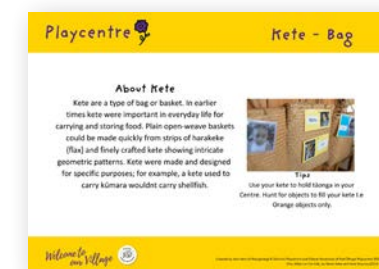 Playcentre
Kete - Bag
About Kete
Kete are a type of bag or basket. In earlier
times kete were important in everyday life for
carrying and storing food. Plain open-weave baskets
could be made quickly from strips of harakeke
(flax) and finely crafted kete showing intricate
geometric patterns. Kete were made and designed
for specific purposes; for example, a kete used to
carry kūmara wouldnt carry shellfish.
Tips
Use your kete to hold tāonga in your
Centre. Hunt for objects to fill your kete i.e
Orange objects only.
Welcome to
our Village